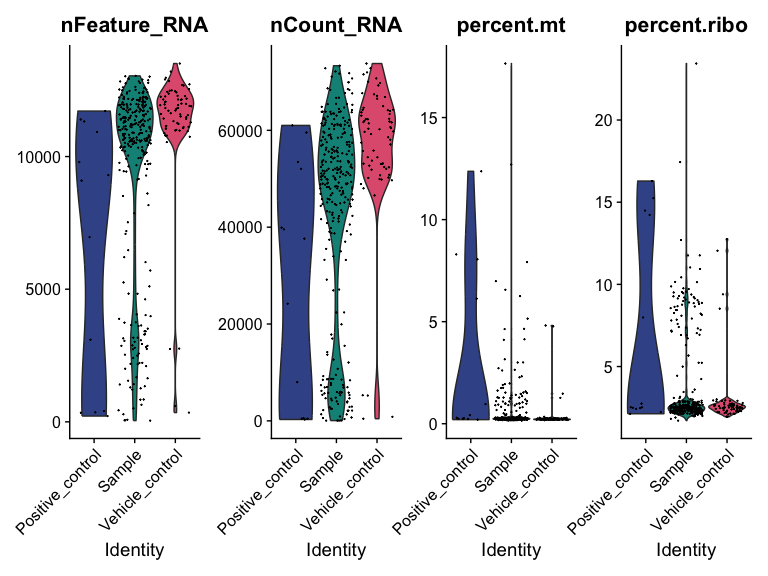 nFeature_RNA
10000
5000
0
Positive_control
Sample
Vehicle_control
Identity
nCount_RNA
60000
40000
20000
0
Positive_control
Sample
Vehicle_control
Identity
percent.mt
15
10
5
0
Positive_control
Sample
Vehicle_control
Identity
percent.ribo
20
15
10
5
Positive_control
Sample
Vehicle_control
Identity